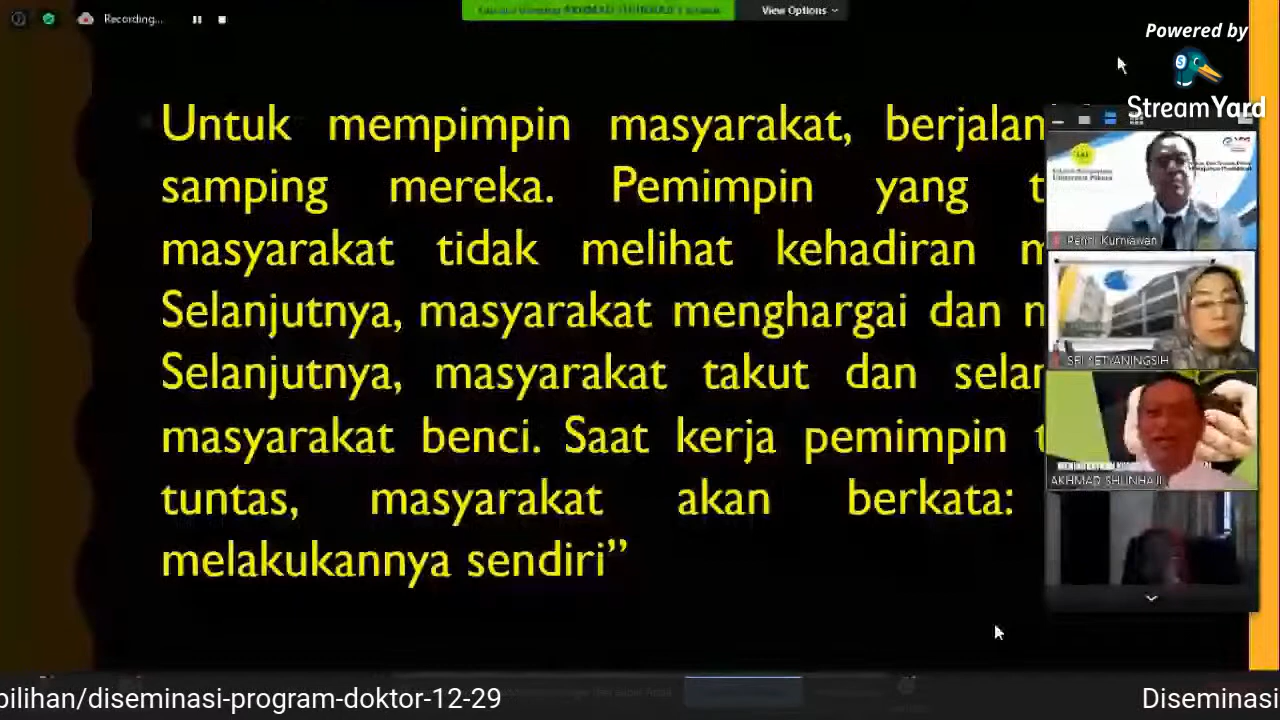 Recording...
View Options
Powered by
StreamYard
Untuk mempimpin masyarakat, berjalan
samping mereka. Pemimpin yang t
masyarakat tidak melihat kehadiran m
Selanjutnya, masyarakat menghargai dan m
Selanjutnya, masyarakat takut dan selan
masyarakat benci. Saat kerja pemimpin t
tuntas, masyarakat akan berkata:
melakukannya sendiri”
Kurniawan
SRI SETYANINGSIH
AKHMAD SHUNHAJI
pilihan/diseminasi-program-doktor-12-29
Diseminasi